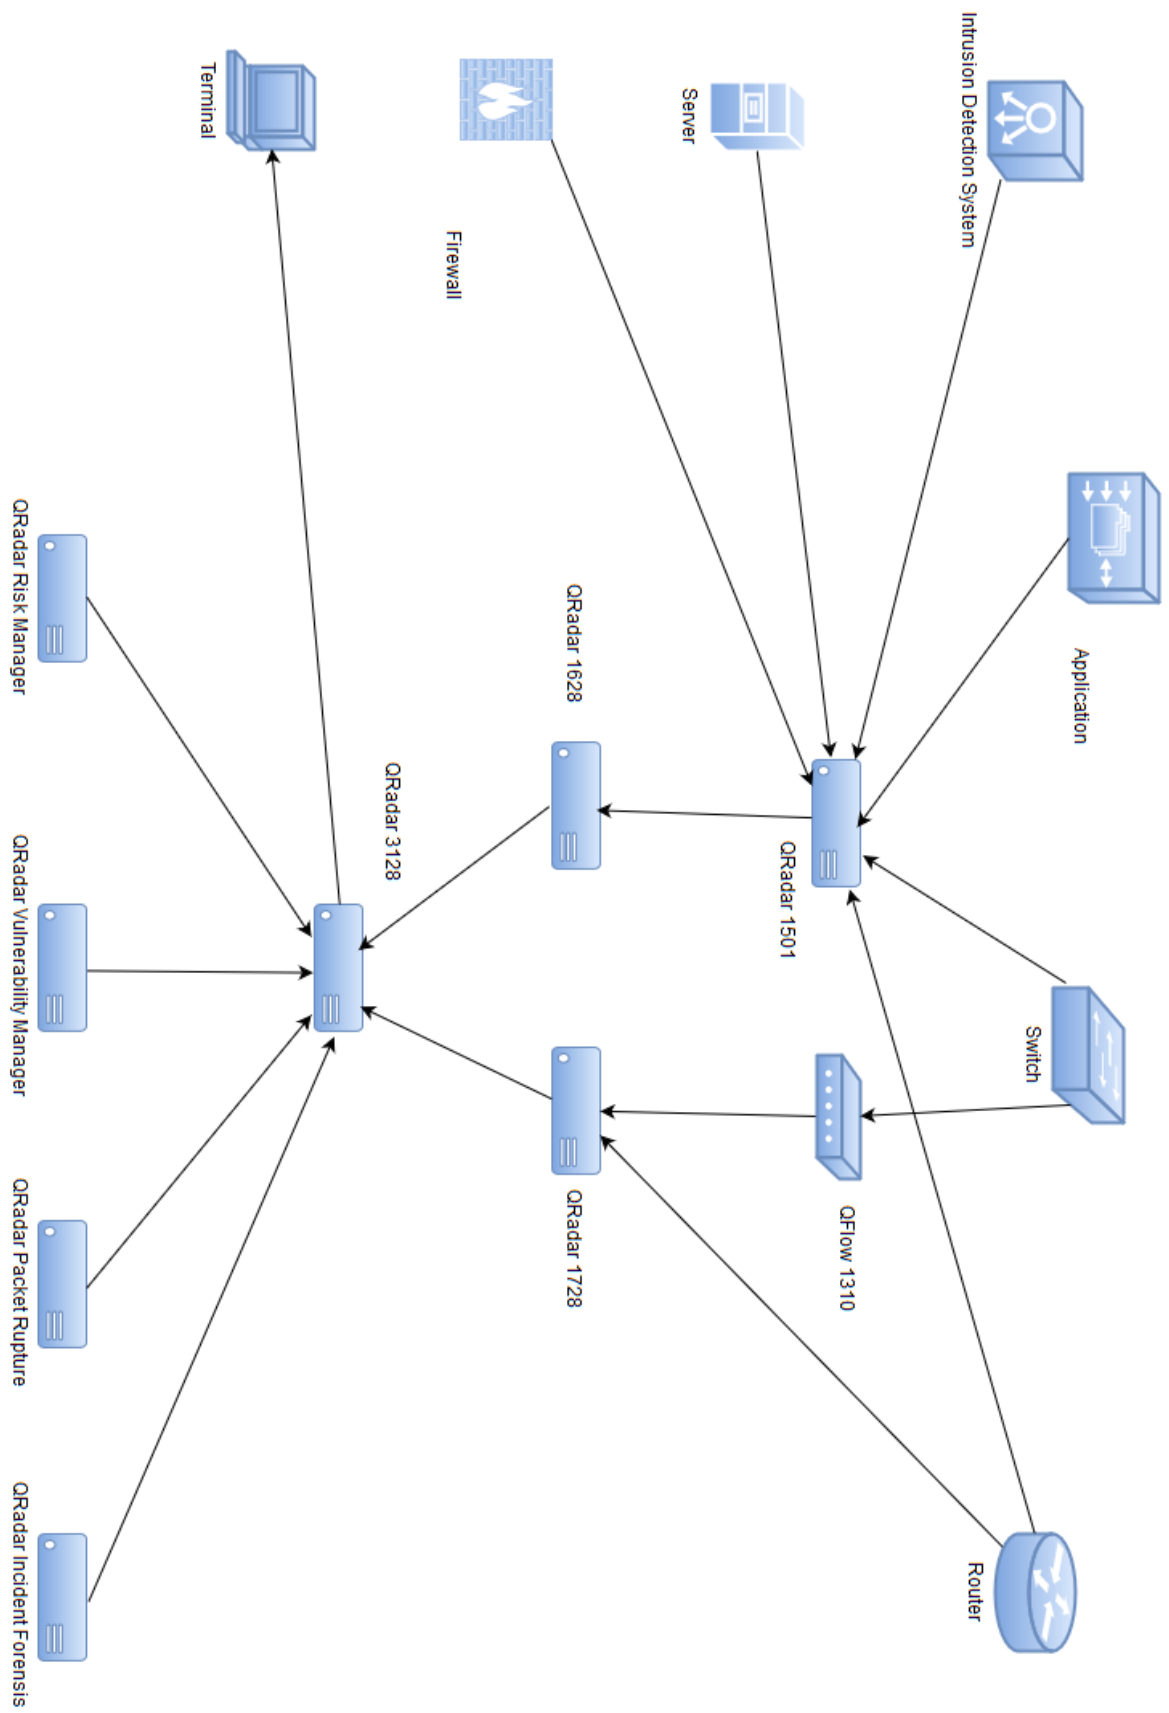 Intrusion Detection System
Application
Switch
Router
Server
QRadar 1501
QFlow 1310
Firewall
QRadar 1628
QRadar 1728
Terminal
QRadar 3128
QRadar Risk Manager
QRadar Vulnerability Manager
QRadar Packet Rupture
QRadar Incident Forensis